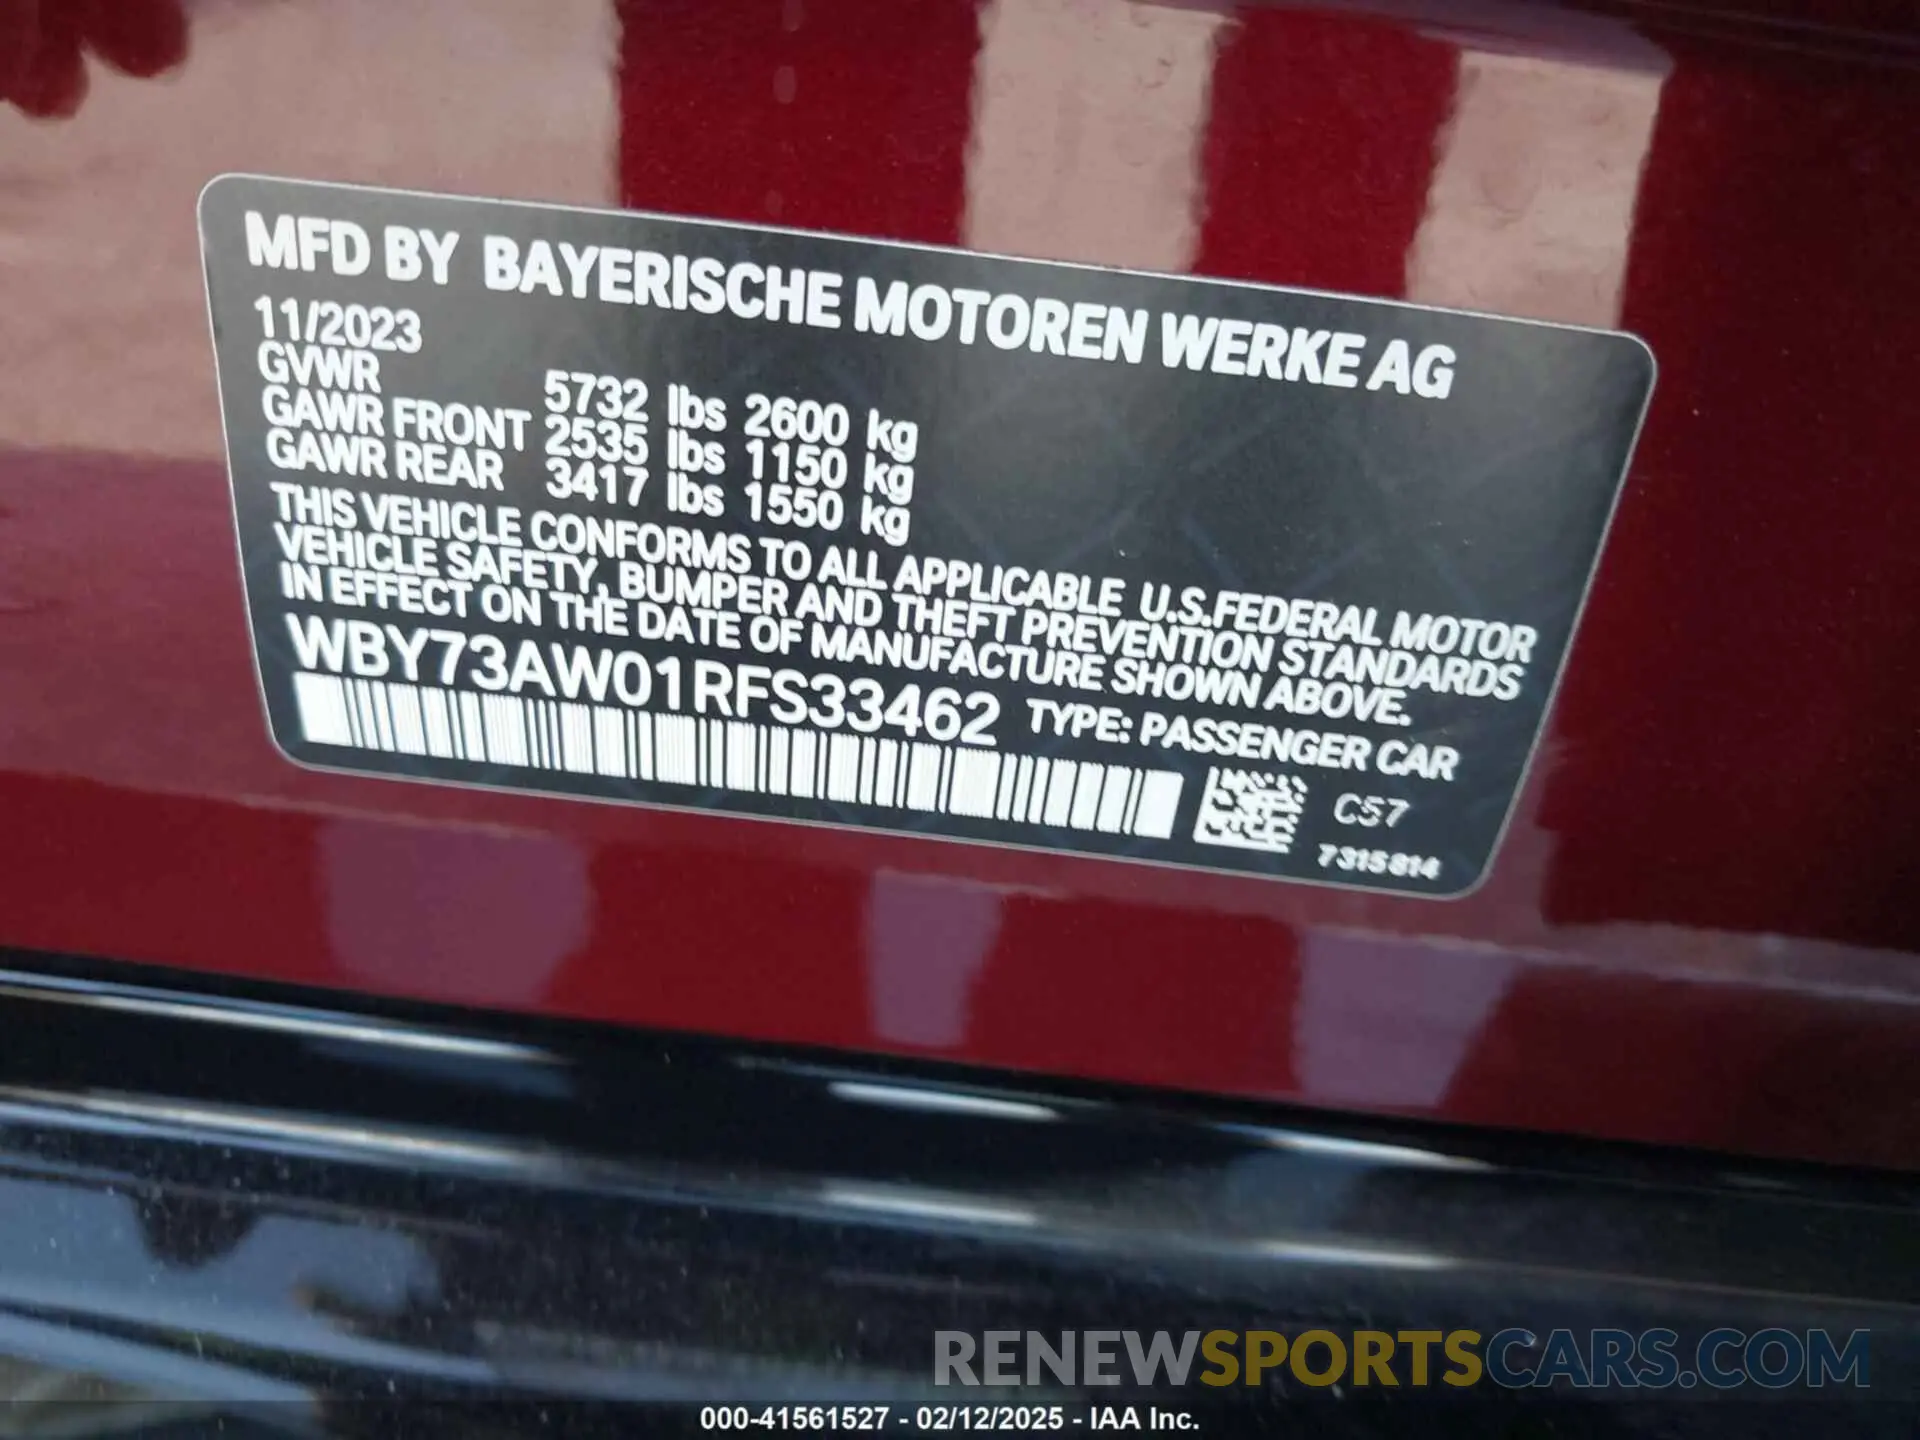 MFD BY BAYERISCHE MOTOREN WERKE AG
11/2023
GVWR 5732 lbs 2600 kg
GAWR FRONT 2535 lbs 1150 kg
GAWR REAR 3417 lbs 1550 kg
THIS VEHICLE CONFORMS TO ALL APPLICABLE U.S.FEDERAL MOTOR
VEHICLE SAFETY, BUMPER AND THEFT PREVENTION STANDARDS
IN EFFECT ON THE DATE OF MANUFACTURE SHOWN ABOVE.
WBY73AW01RFS33462 TYPE: PASSENGER CAR
C57
7315814
RENEWSPORTSCARS.COM
000-41561527 - 02/12/2025 - IAA Inc.